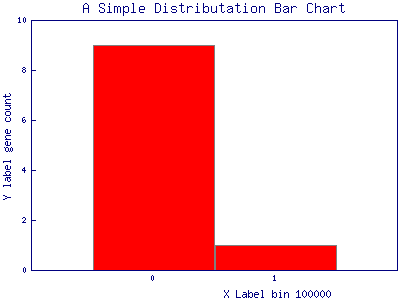 A Simple Distributation Bar Chart
Y label gene count
10
8
6
4
2
0
0 1
X Label bin 100000